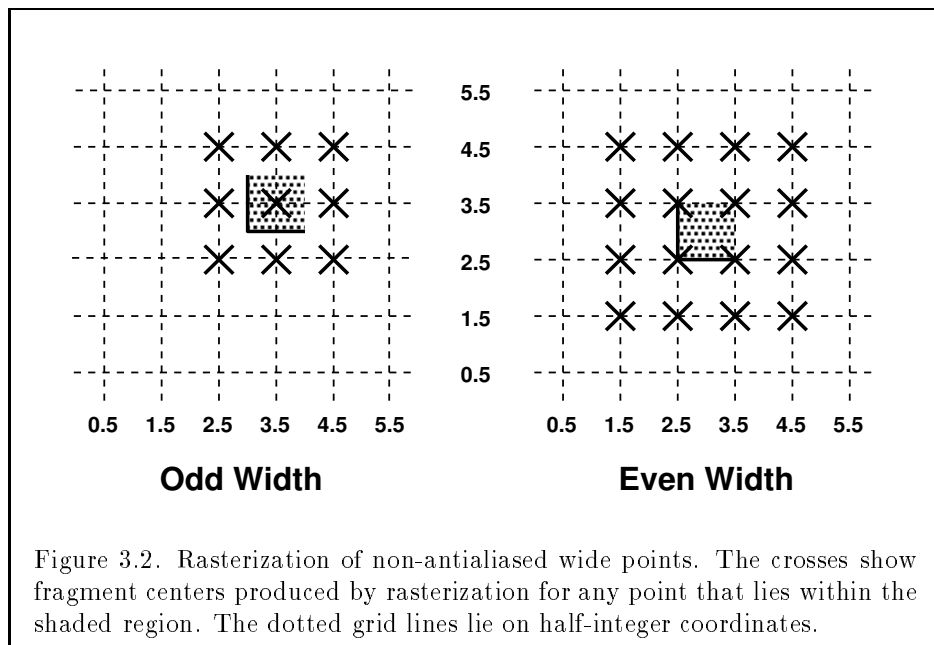 5.5
4.5
3.5
2.5
1.5
0.5
0.5 1.5 2.5 3.5 4.5 5.5
0.5 1.5 2.5 3.5 4.5 5.5
Odd Width
Even Width
Figure 3.2. Rasterization of non-antialiased wide points. The crosses show
fragment centers produced by rasterization for any point that lies within the
shaded region. The dotted grid lines lie on half-integer coordinates.